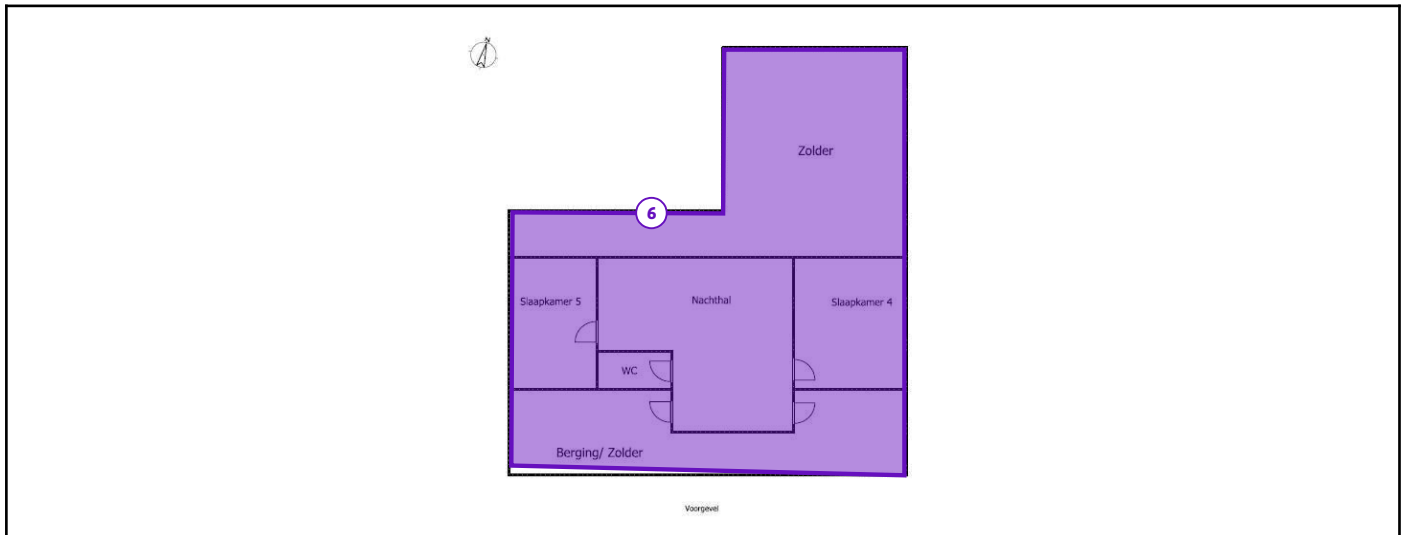 N
Zolder
6
Slaapkamer 5
Nachthal
Slaapkamer 4
WC
Berging/ Zolder
Voorgevel